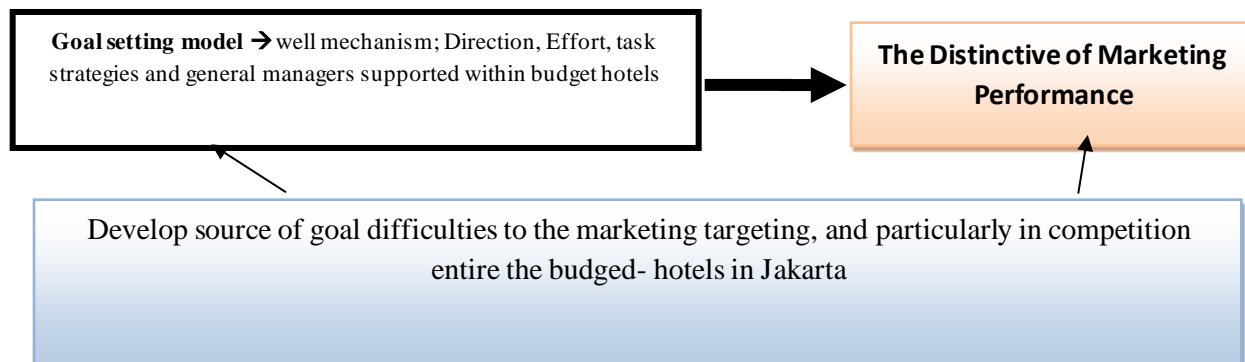 Goal setting model → well mechanism; Direction, Effort, task
strategies and general managers supported within budget hotels
The Distinctive of Marketing
Performance
Develop source of goal difficulties to the marketing targeting, and particularly in competition
entire the budged- hotels in Jakarta